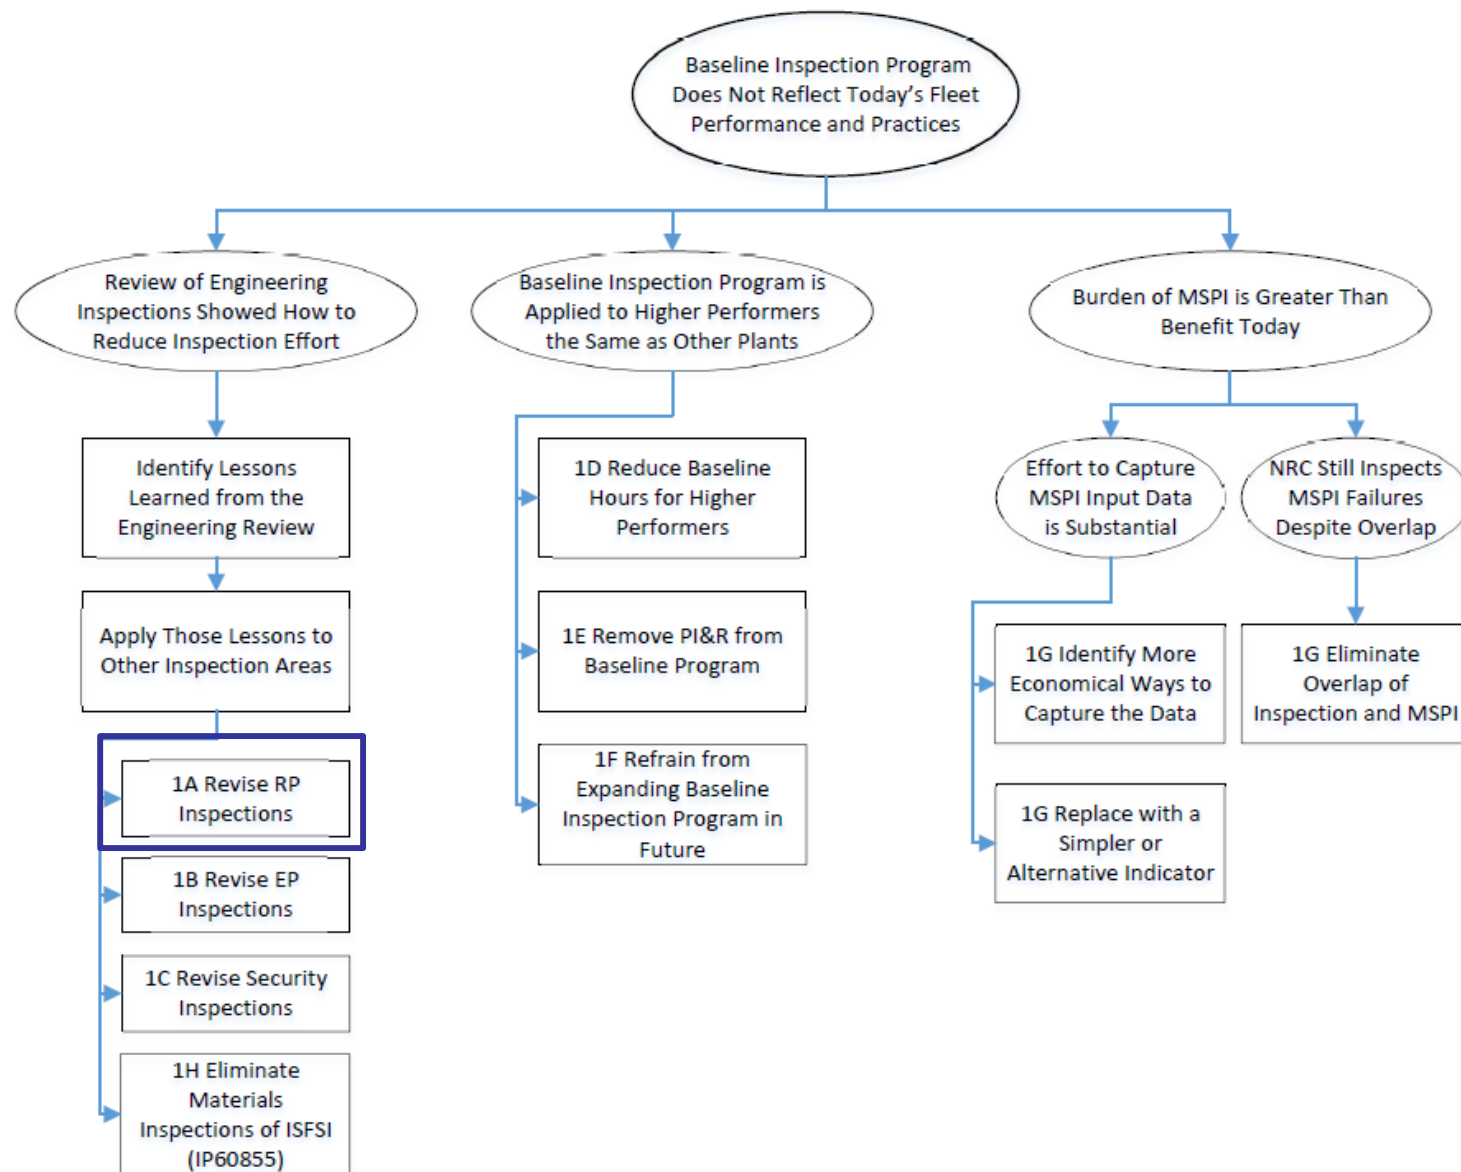 Baseline Inspection Program
Does Not Reflect Today's Fleet
Performance and Practices
Review of Engineering
Inspections Showed How to
Reduce Inspection Effort
Baseline Inspection Program is
Applied to Higher Performers
the Same as Other Plants
Burden of MSPI is Greater Than
Benefit Today
Identify Lessons
Learned from the
Engineering Review
Apply Those Lessons to
Other Inspection Areas
1A Revise RP
Inspections
1B Revise EP
Inspections
1C Revise Security
Inspections
1H Eliminate
Materials
Inspections of ISFSI
(IP60855)
1D Reduce Baseline
Hours for Higher
Performers
1E Remove PI&R from
Baseline Program
1F Refrain from
Expanding Baseline
Inspection Program in
Future
Effort to Capture
MSPI Input Data
is Substantial
NRC Still Inspects
MSPI Failures
Despite Overlap
1G Identify More
Economical Ways to
Capture the Data
1G Replace with a
Simpler or
Alternative Indicator
1G Eliminate
Overlap of
Inspection and MSPI